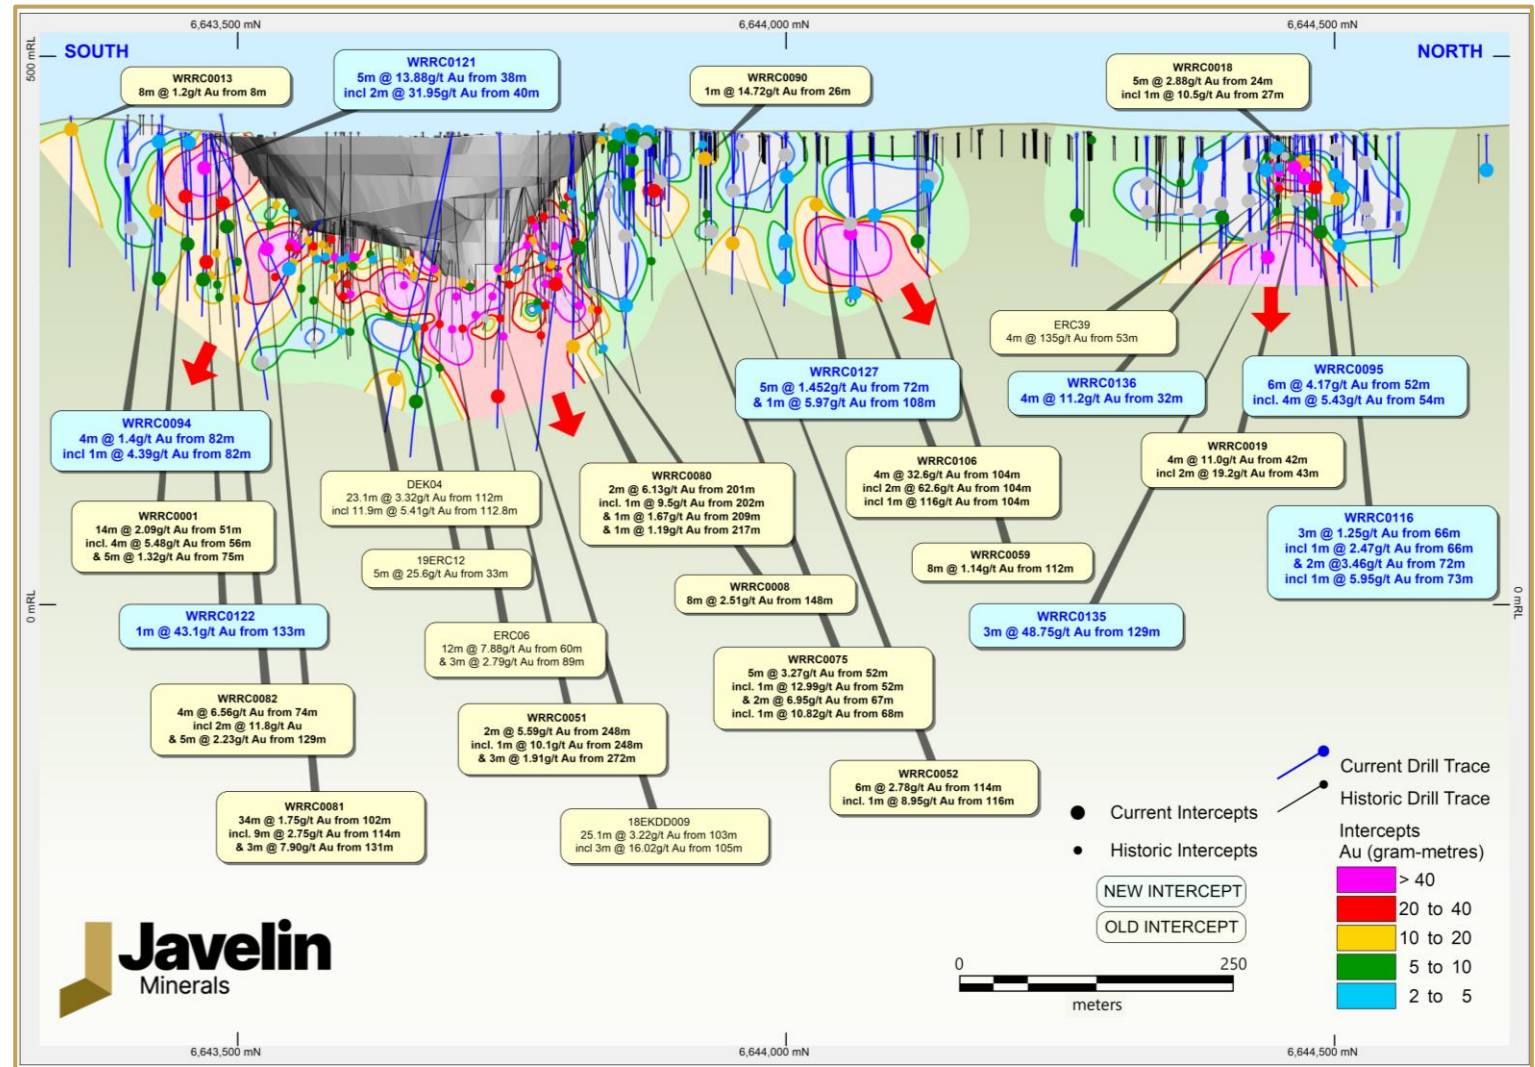 6,643,500 mN
6,644,000 mN
6,644,500 mN
500 mRL
SOUTH
NORTH
WRRC0013
8m @ 1.2g/t Au from 8m
WRRC0121
5m @ 13.88g/t Au from 38m
incl 2m @ 31.95g/t Au from 40m
WRRC0090
1m @ 14.72g/t Au from 26m
WRRC0018
5m @ 2.88g/t Au from 24m
incl 1m @ 10.5g/t Au from 27m
ERC39
4m @ 135g/t Au from 53m
WRRC0127
5m @ 1.452g/t Au from 72m
& 1m @ 5.97g/t Au from 108m
WRRC0136
4m @ 11.2g/t Au from 32m
WRRC0095
6m @ 4.17g/t Au from 52m
incl. 4m @ 5.43g/t Au from 54m
WRRC0094
4m @ 1.4g/t Au from 82m
incl 1m @ 4.39g/t Au from 82m
WRRC0019
4m @ 11.0g/t Au from 42m
incl 2m @ 19.2g/t Au from 43m
DEK04
23.1m @ 3.32g/t Au from 112m
incl 11.9m @ 5.41g/t Au from 112.8m
WRRC0080
2m @ 6.13g/t Au from 201m
incl. 1m @ 9.5g/t Au from 202m
& 1m @ 1.67g/t Au from 209m
& 1m @ 1.19g/t Au from 217m
WRRC0106
4m @ 32.6g/t Au from 104m
incl 2m @ 62.6g/t Au from 104m
incl 1m @ 116g/t Au from 104m
WRRC0001
14m @ 2.09g/t Au from 51m
incl. 4m @ 5.48g/t Au from 56m
& 5m @ 1.32g/t Au from 75m
WRRC0116
3m @ 1.25g/t Au from 66m
incl 1m @ 2.47g/t Au from 66m
& 2m @3.46g/t Au from 72m
incl 1m @ 5.95g/t Au from 73m
19ERC12
5m @ 25.6g/t Au from 33m
WRRC0059
8m @ 1.14g/t Au from 112m
WRRC0008
8m @ 2.51g/t Au from 148m
0 mRL
0 mRL
WRRC0122
1m @ 43.1g/t Au from 133m
WRRC0135
3m @ 48.75g/t Au from 129m
ERC06
12m @ 7.88g/t Au from 60m
& 3m @ 2.79g/t Au from 89m
WRRC0075
5m @ 3.27g/t Au from 52m
incl. 1m @ 12.99g/t Au from 52m
& 2m @ 6.95g/t Au from 67m
incl. 1m @ 10.82g/t Au from 68m
WRRC0082
4m @ 6.56g/t Au from 74m
incl 2m @ 11.8g/t Au
& 5m @ 2.23g/t Au from 129m
WRRC0051
2m @ 5.59g/t Au from 248m
incl. 1m @ 10.1g/t Au from 248m
& 3m @ 1.91g/t Au from 272m
WRRC0052
6m @ 2.78g/t Au from 114m
incl. 1m @ 8.95g/t Au from 116m
WRRC0081
34m @ 1.75g/t Au from 102m
incl. 9m @ 2.75g/t Au from 114m
& 3m @ 7.90g/t Au from 131m
18EKDD009
25.1m @ 3.22g/t Au from 103m
incl 3m @ 16.02g/t Au from 105m
Current Drill Trace
Historic Drill Trace
Current Intercepts
Historic Intercepts
NEW INTERCEPT
OLD INTERCEPT
Intercepts
Au (gram-metres)
> 40
20 to 40
10 to 20
5 to 10
2 to 5
0 250
meters
Javelin
Minerals
6,643,500 mN
6,644,000 mN
6,644,500 mN